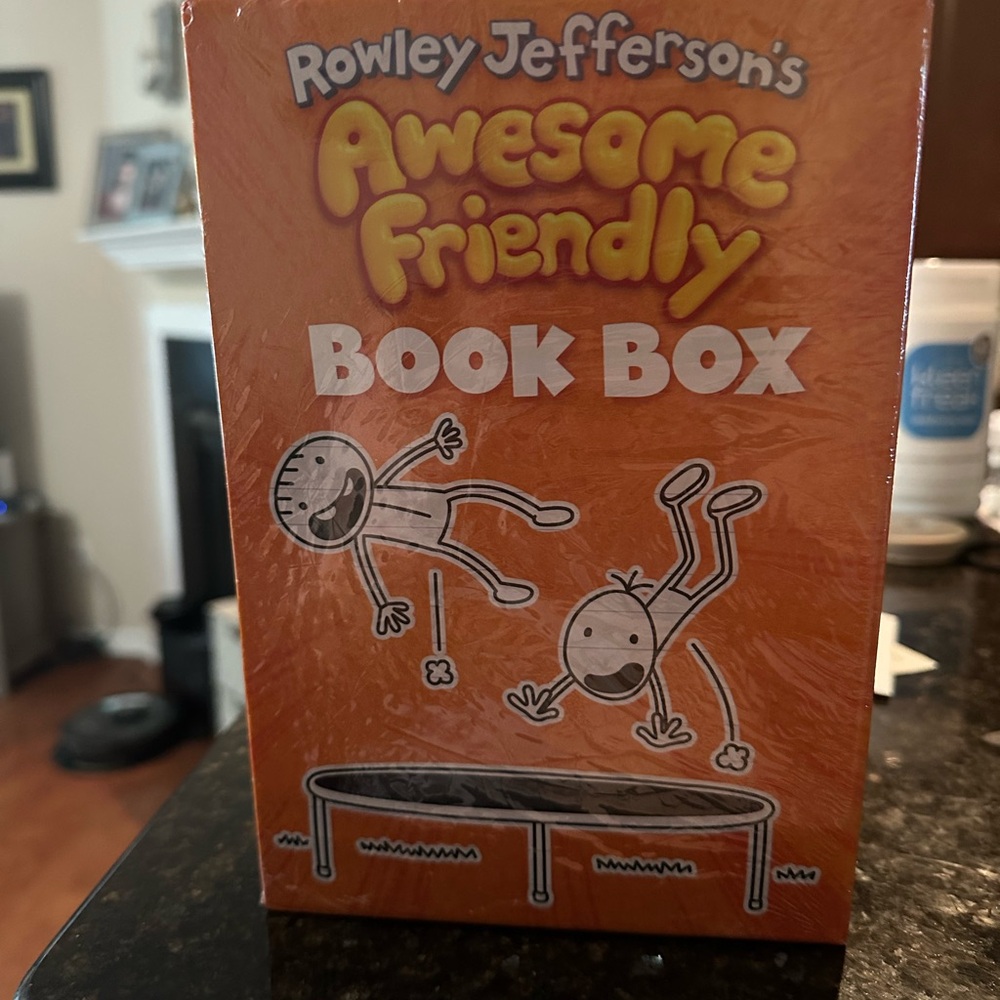 Rowley Jefferson's
Awesome
Friendly
BOOK BOX